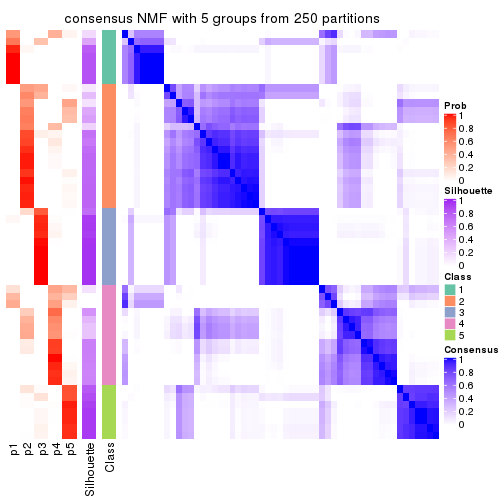 consensus NMF with 5 groups from 250 partitions
Prob
1
0.8
0.6
0.4
0.2
0
Silhouette
1
0.8
0.6
0.4
0.2
0
Class
1
2
3
4
5
Consensus
1
0.8
0.6
0.4
0.2
0
p1
p2
p3
p4
p5
Silhouette
Class